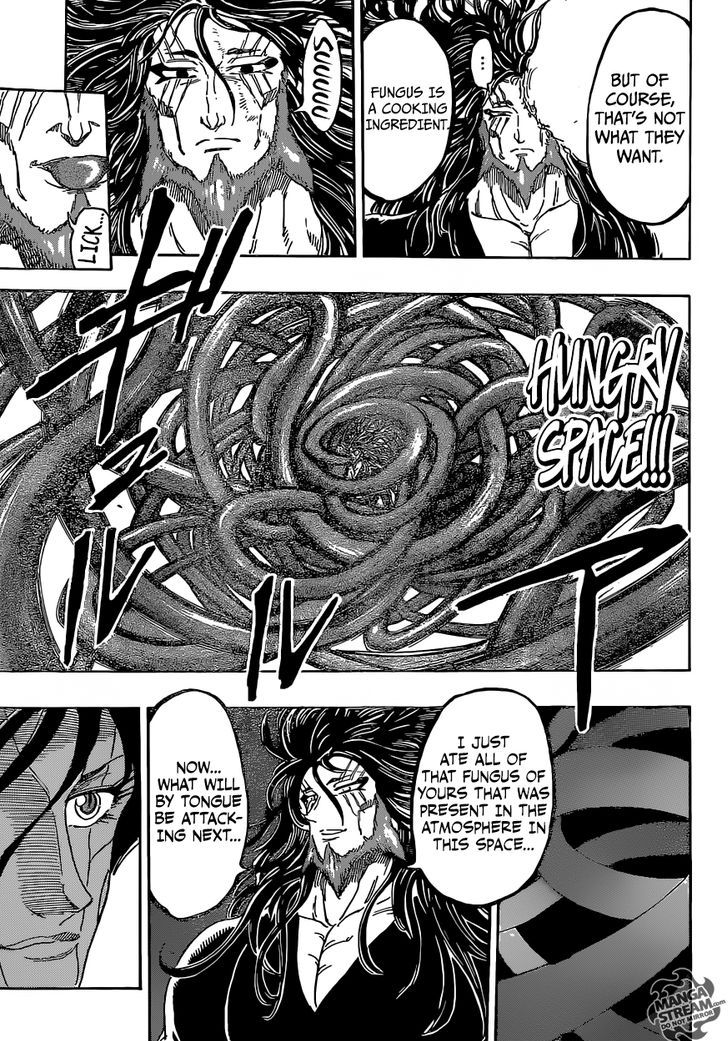 BUT OF
COURSE,
THAT'S NOT
WHAT THEY
WANT.
...
FUNGUS IS
A COOKING
INGREDIENT.
SUUUUU
LICK...
HUNGRY
SPACE!!!
ギュルルルア
I JUST
ATE ALL OF
THAT FUNGUS OF
YOURS THAT WAS
PRESENT IN THE
ATMOSPHERE IN
THIS SPACE...
NOW...
WHAT WILL
BY TONGUE
BE ATTACK-
ING NEXT...
MANGA
STREAM.com
DO NOT MIRROR